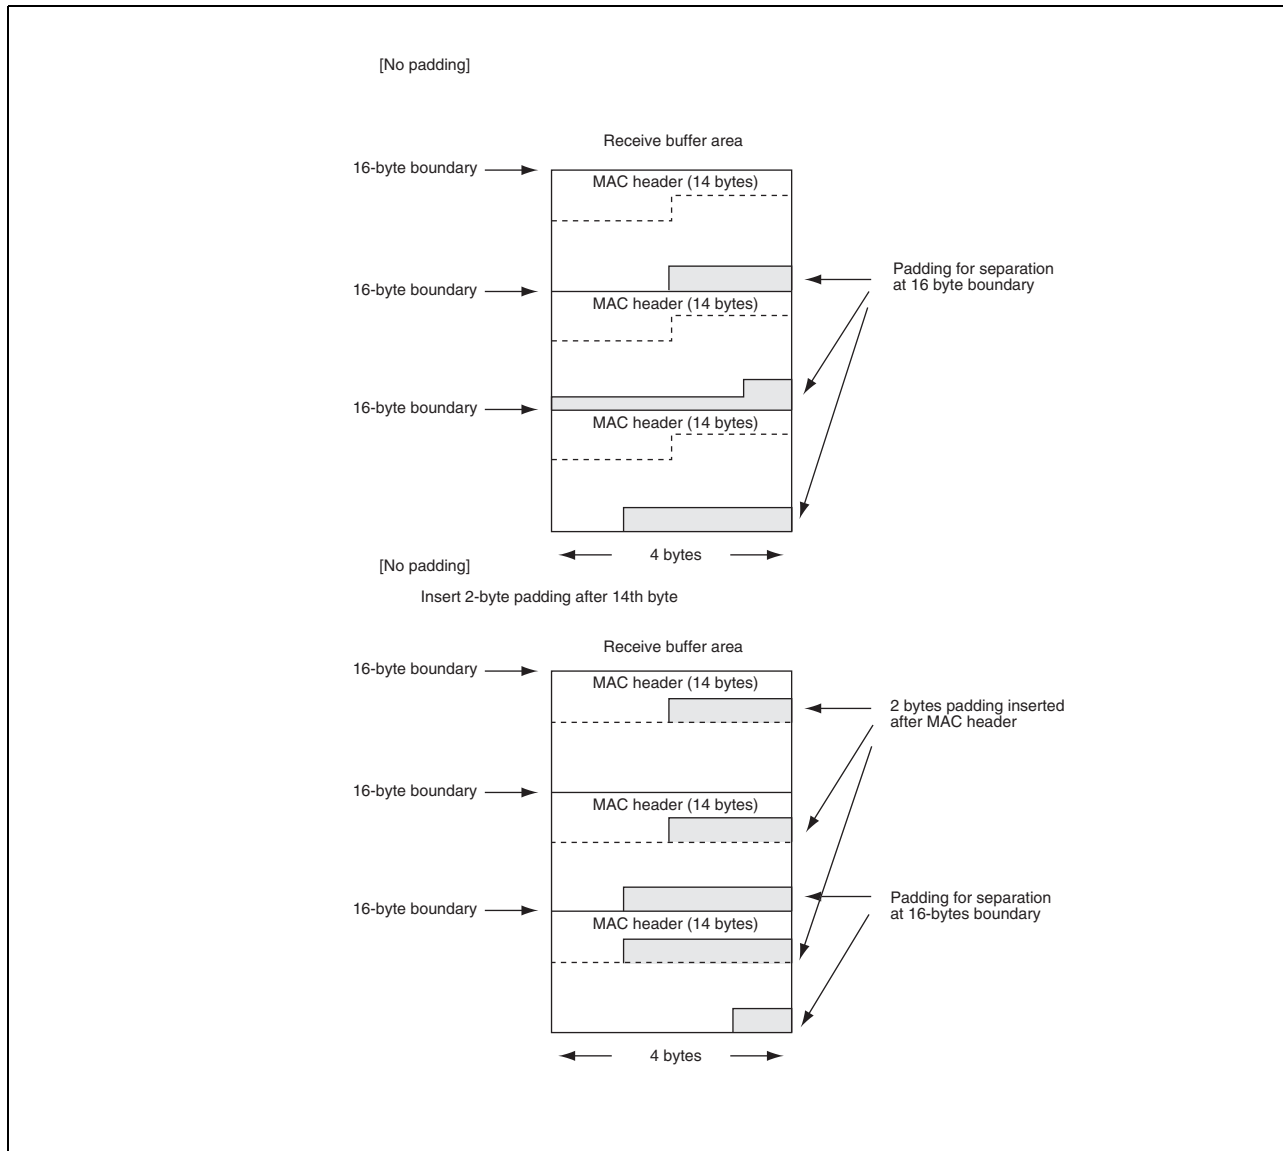 [No padding]
Receive buffer area
16-byte boundary
MAC header (14 bytes)
Padding for separation
at 16 byte boundary
16-byte boundary
MAC header (14 bytes)
16-byte boundary
MAC header (14 bytes)
4 bytes
[No padding]
Insert 2-byte padding after 14th byte
Receive buffer area
16-byte boundary
MAC header (14 bytes)
2 bytes padding inserted
after MAC header
16-byte boundary
MAC header (14 bytes)
Padding for separation
at 16-bytes boundary
16-byte boundary
MAC header (14 bytes)
4 bytes